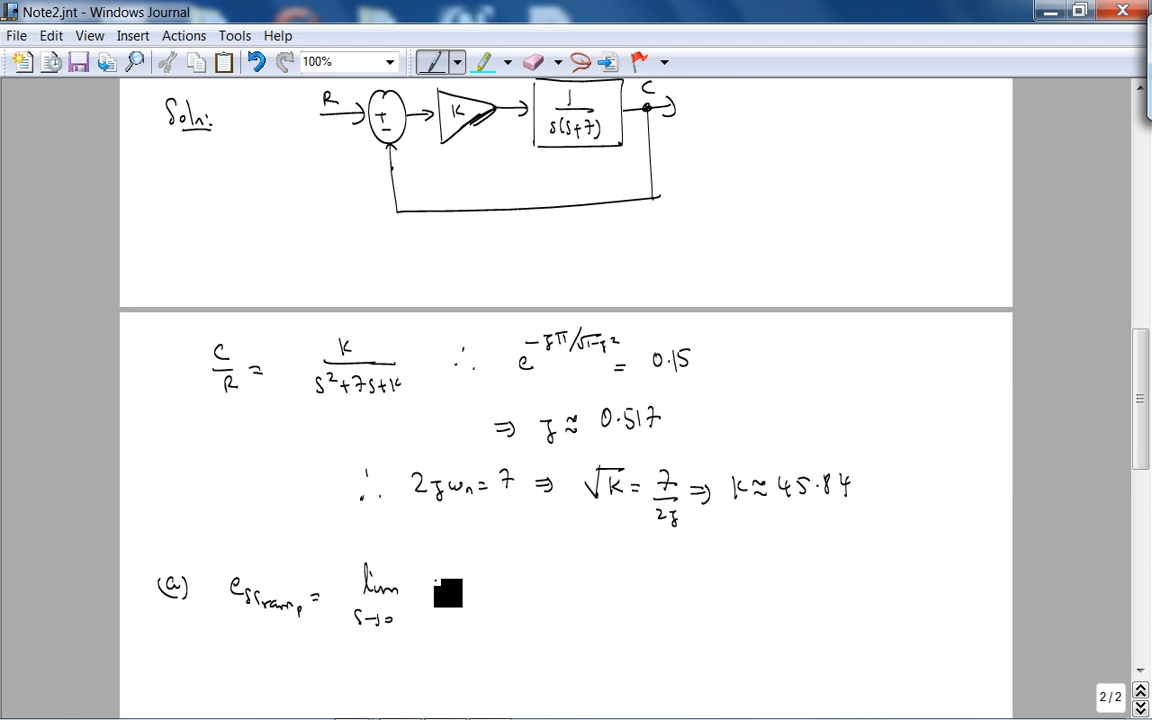 Note2.jnt - Windows Journal
File Edit View Insert Actions Tools Help
100%
Soln:
R + − K 1/s(s+7) C
C/R = K/(s²+7s+K) ∴ e^(−ζπ/√1−ζ²) = 0.15
⇒ ζ ≈ 0.517
∴ 2ζωn = 7 ⇒ √K = 7/2ζ ⇒ K ≈ 45.84
(a) ess ramp = lim s→0
2/2